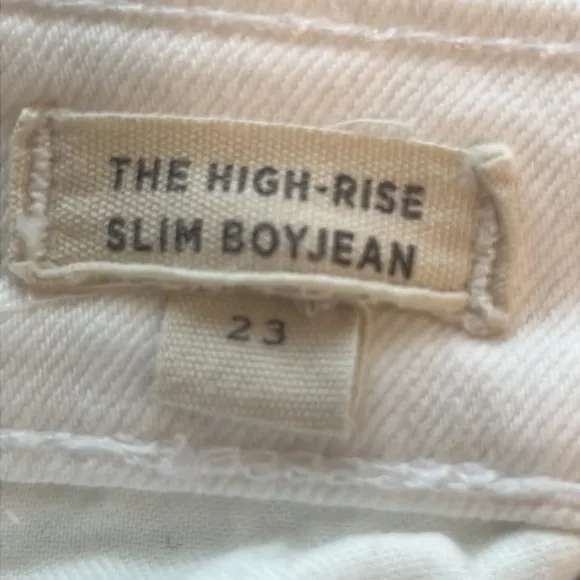 THE HIGH-RISE
SLIM BOYJEAN
23